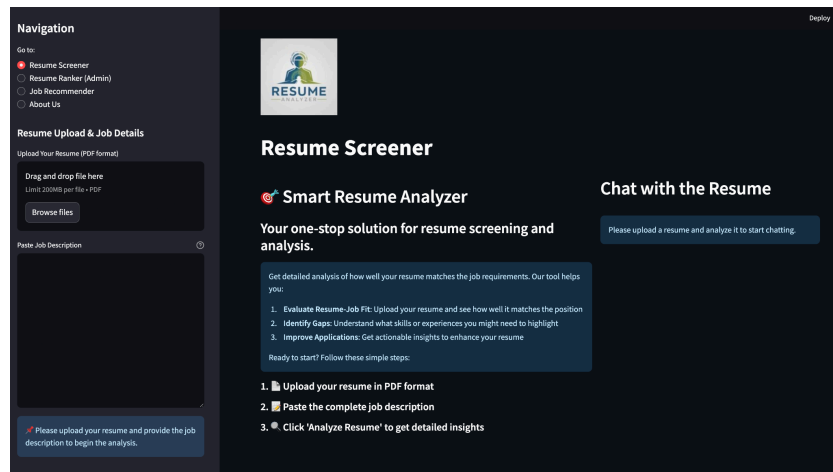 Deploy
Navigation
Go to:
Resume Screener
Resume Ranker (Admin)
Job Recommender
About Us
Resume Upload & Job Details
Upload Your Resume (PDF format)
Drag and drop file here
Limit 200MB per file • PDF
Browse files
Paste Job Description
📌 Please upload your resume and provide the job
description to begin the analysis.
RESUME
ANALYZER
Resume Screener
🎯 Smart Resume Analyzer
Your one-stop solution for resume screening and
analysis.
Get detailed analysis of how well your resume matches the job requirements. Our tool helps
you:
1. Evaluate Resume-Job Fit: Upload your resume and see how well it matches the position
2. Identify Gaps: Understand what skills or experiences you might need to highlight
3. Improve Applications: Get actionable insights to enhance your resume
Ready to start? Follow these simple steps:
1. 📄 Upload your resume in PDF format
2. 📝 Paste the complete job description
3. 🔍 Click 'Analyze Resume' to get detailed insights
Chat with the Resume
Please upload a resume and analyze it to start chatting.